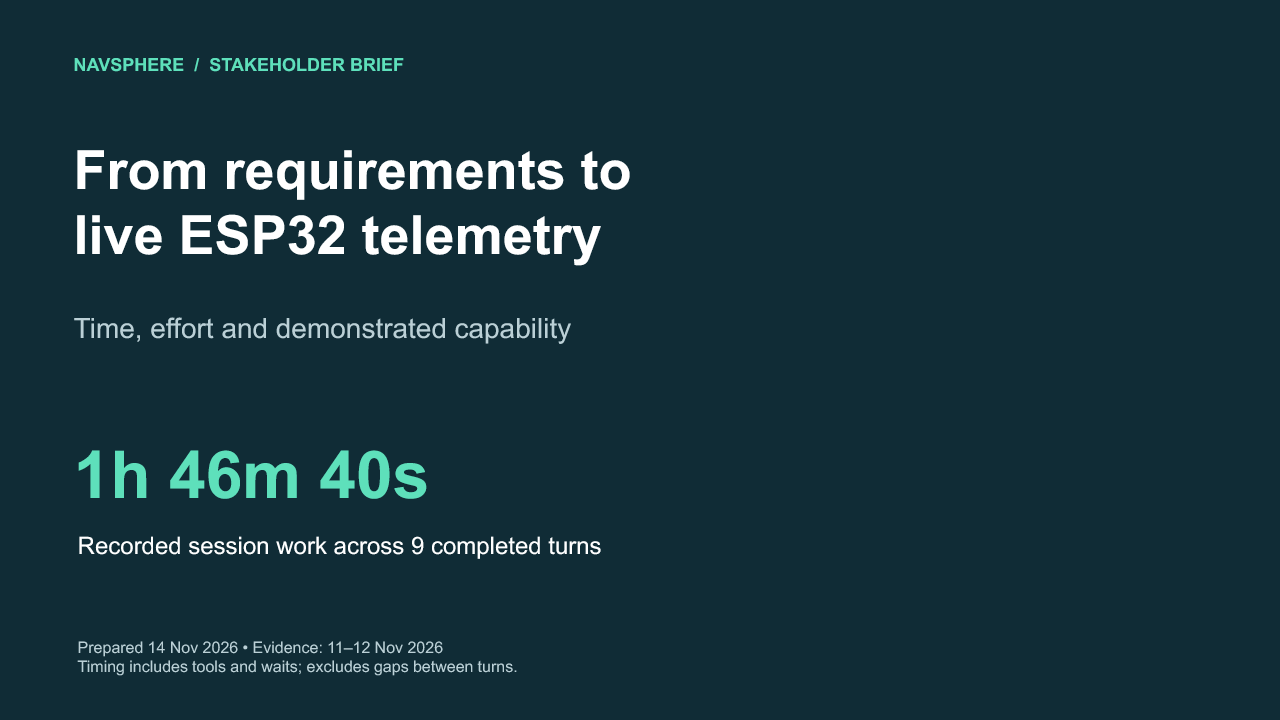 NAVSPHERE / STAKEHOLDER BRIEF
From requirements to
live ESP32 telemetry
Time, effort and demonstrated capability
1h 46m 40s
Recorded session work across 9 completed turns
Prepared 14 Nov 2026 • Evidence: 11–12 Nov 2026
Timing includes tools and waits; excludes gaps between turns.